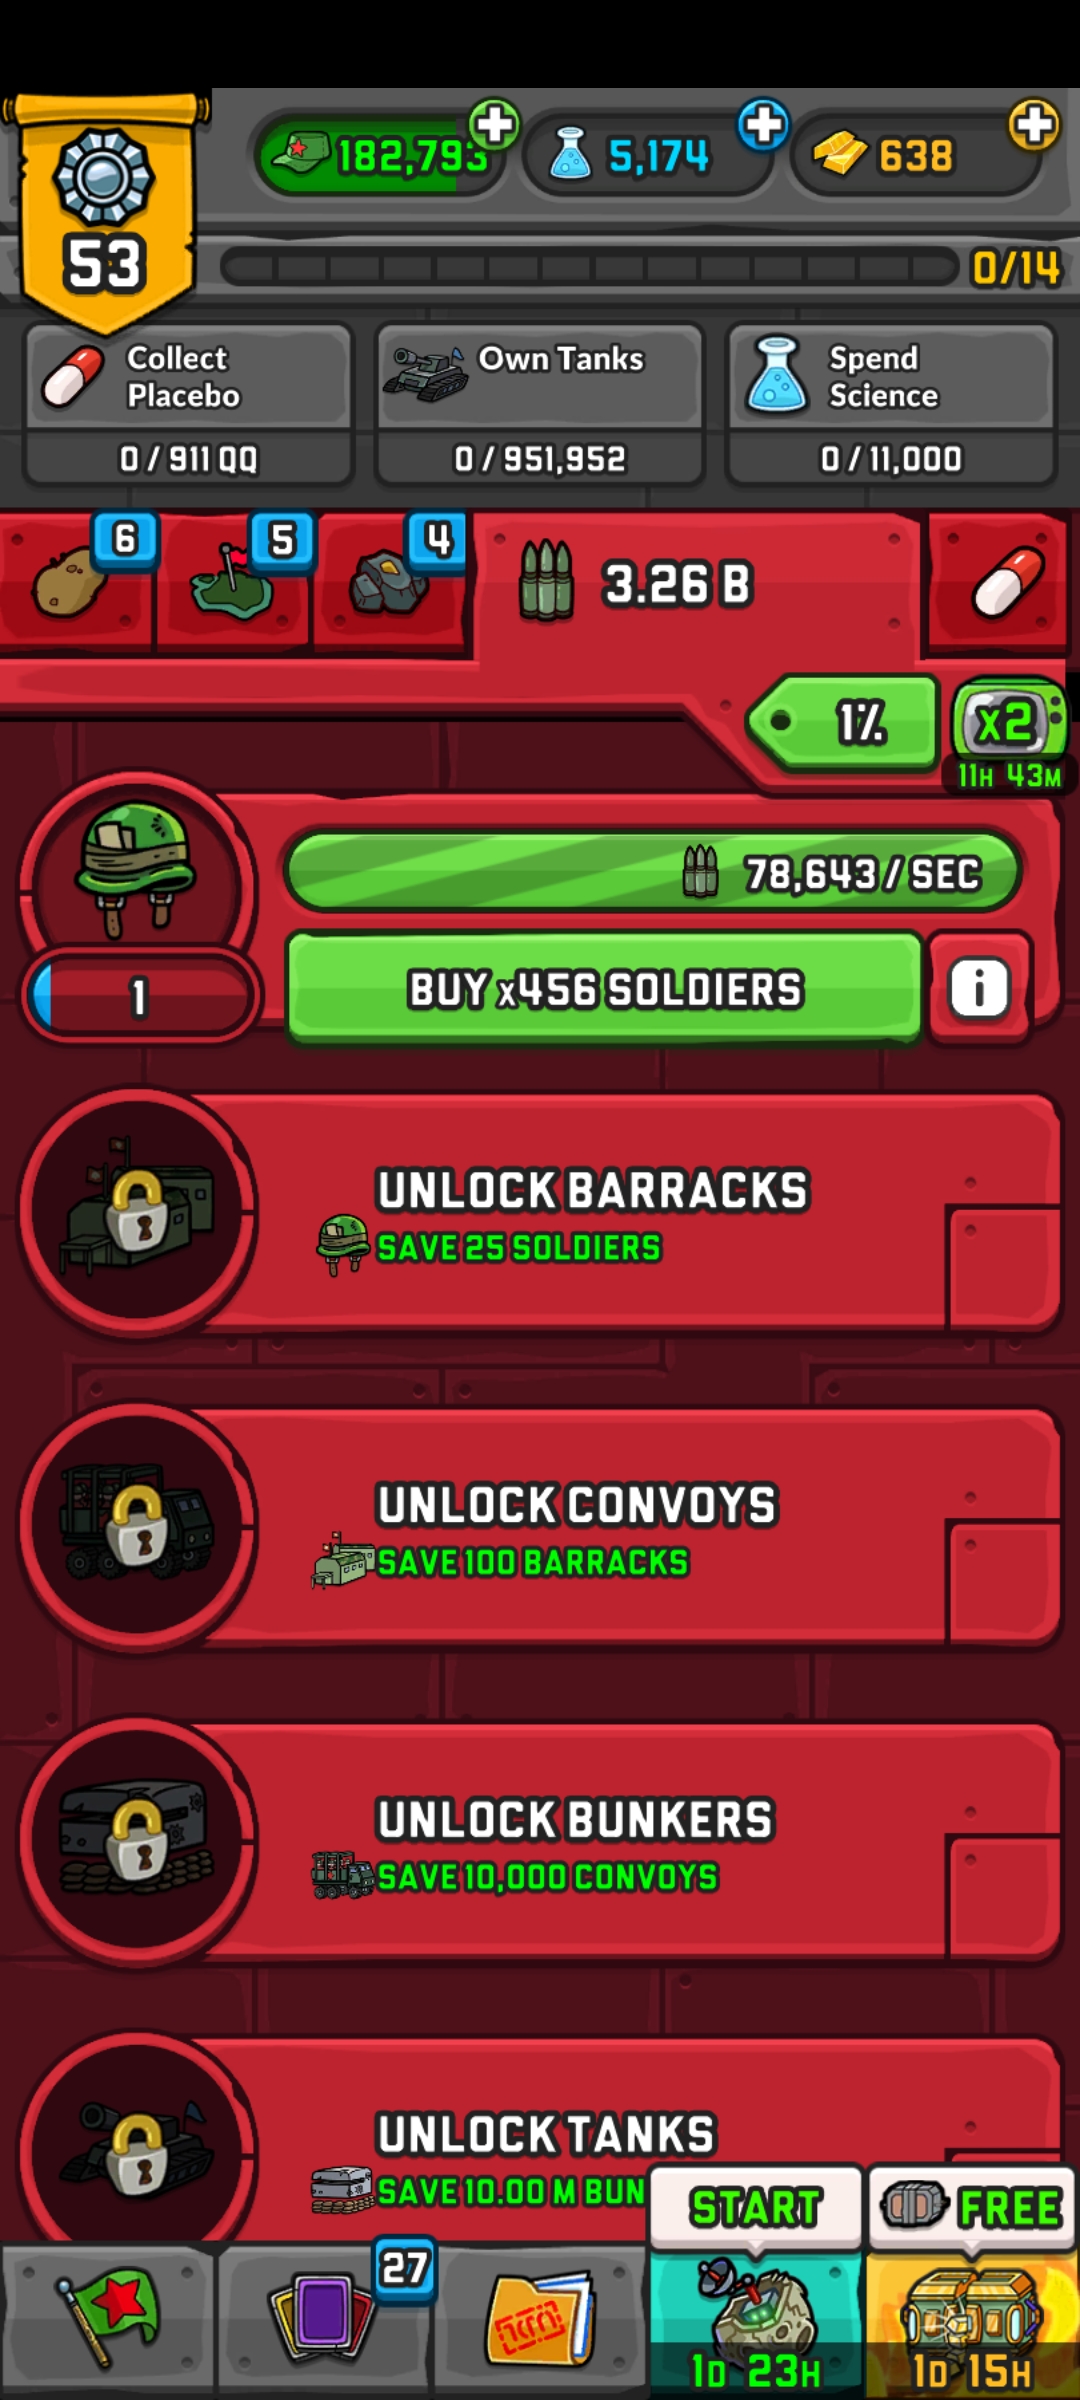 182,793
5,174
638
53
0/14
Collect
Placebo
0 / 911 QQ
Own Tanks
0 / 951,952
Spend
Science
0 / 11,000
6
5
4
3.26 B
1%
x2
11H 43M
78,643 / SEC
1
BUY x456 SOLDIERS
i
UNLOCK BARRACKS
SAVE 25 SOLDIERS
UNLOCK CONVOYS
SAVE 100 BARRACKS
UNLOCK BUNKERS
SAVE 10,000 CONVOYS
UNLOCK TANKS
SAVE 10.00 M BUN
START
FREE
27
1D 23H
1D 15H